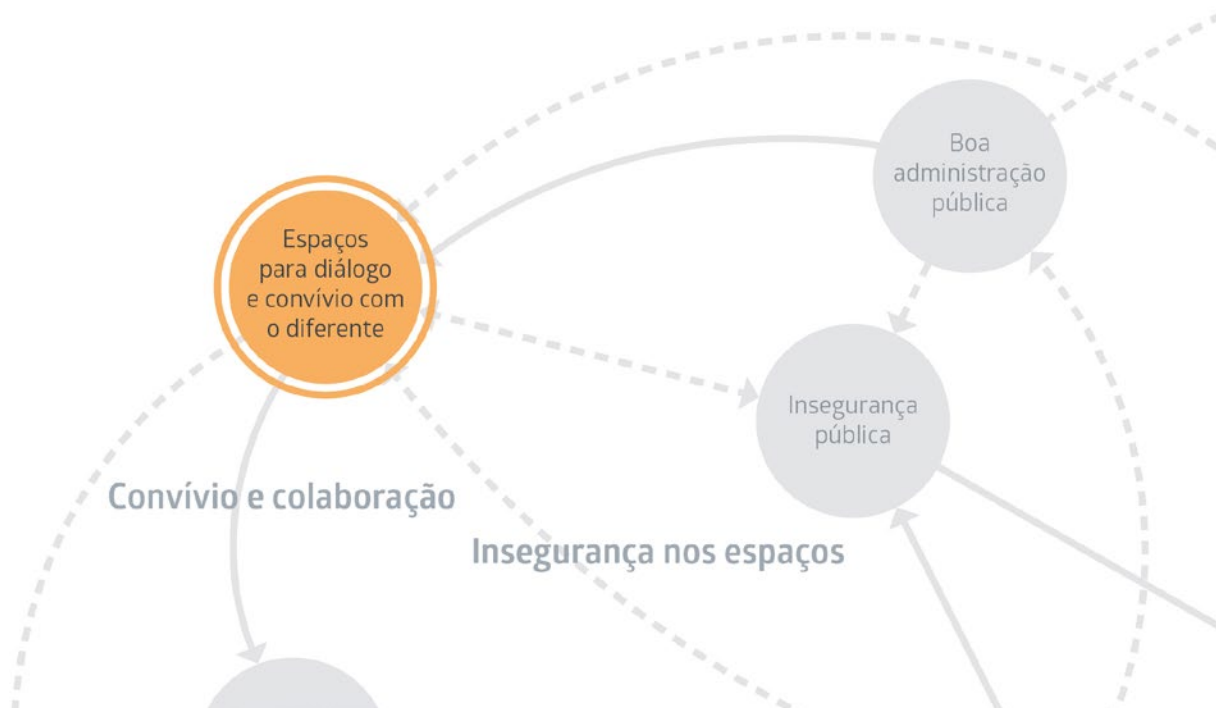 Boa
administração
pública
Espaços
para diálogo
e convívio com
o diferente
Insegurança
pública
Convívio e colaboração
Insegurança nos espaços